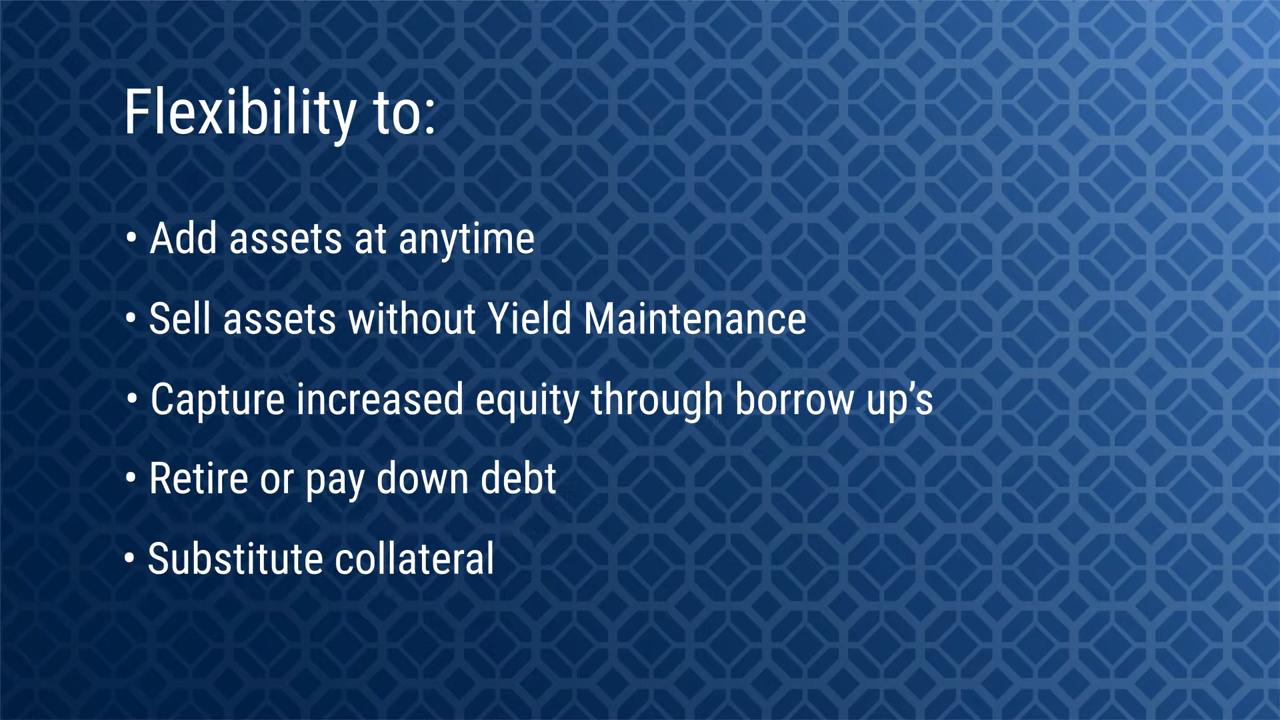 Flexibility to:
• Add assets at anytime
• Sell assets without Yield Maintenance
• Capture increased equity through borrow up’s
• Retire or pay down debt
• Substitute collateral